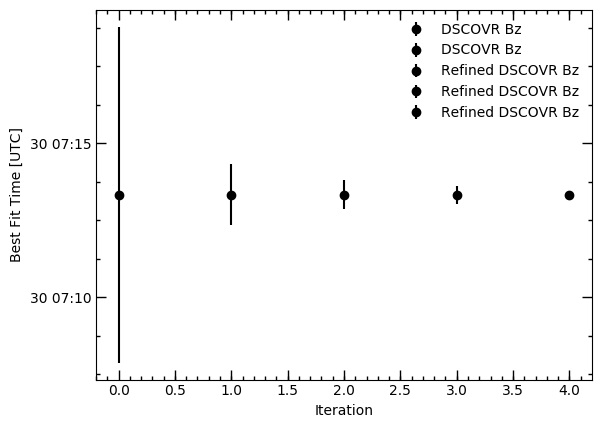 DSCOVR Bz
DSCOVR Bz
Refined DSCOVR Bz
Refined DSCOVR Bz
Refined DSCOVR Bz
Best Fit Time [UTC]
30 07:15
30 07:10
0.0 0.5 1.0 1.5 2.0 2.5 3.0 3.5 4.0
Iteration